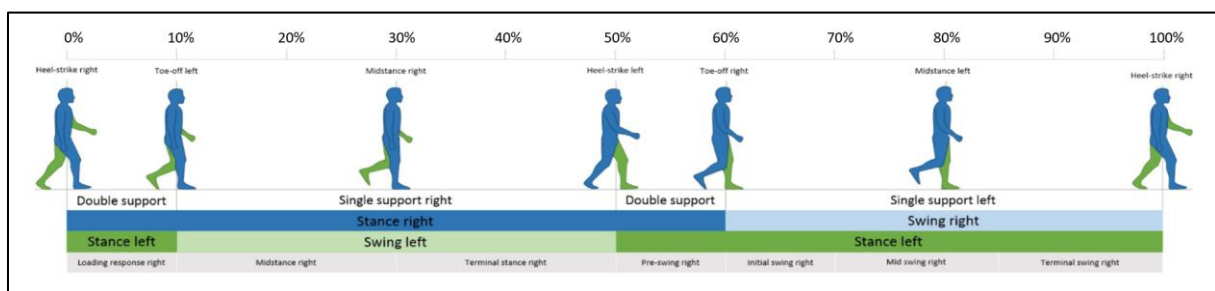 0% 10% 20% 30% 40% 50% 60% 70% 80% 90% 100%
Heel-strike right Toe-off left Midstance right Heel-strike left Toe-off right Midstance left Heel-strike right
Double support Single support right Double support Single support left
Stance right Swing right
Stance left Swing left Stance left
Loading response right Midstance right Terminal stance right Pre-swing right Initial swing right Mid swing right Terminal swing right